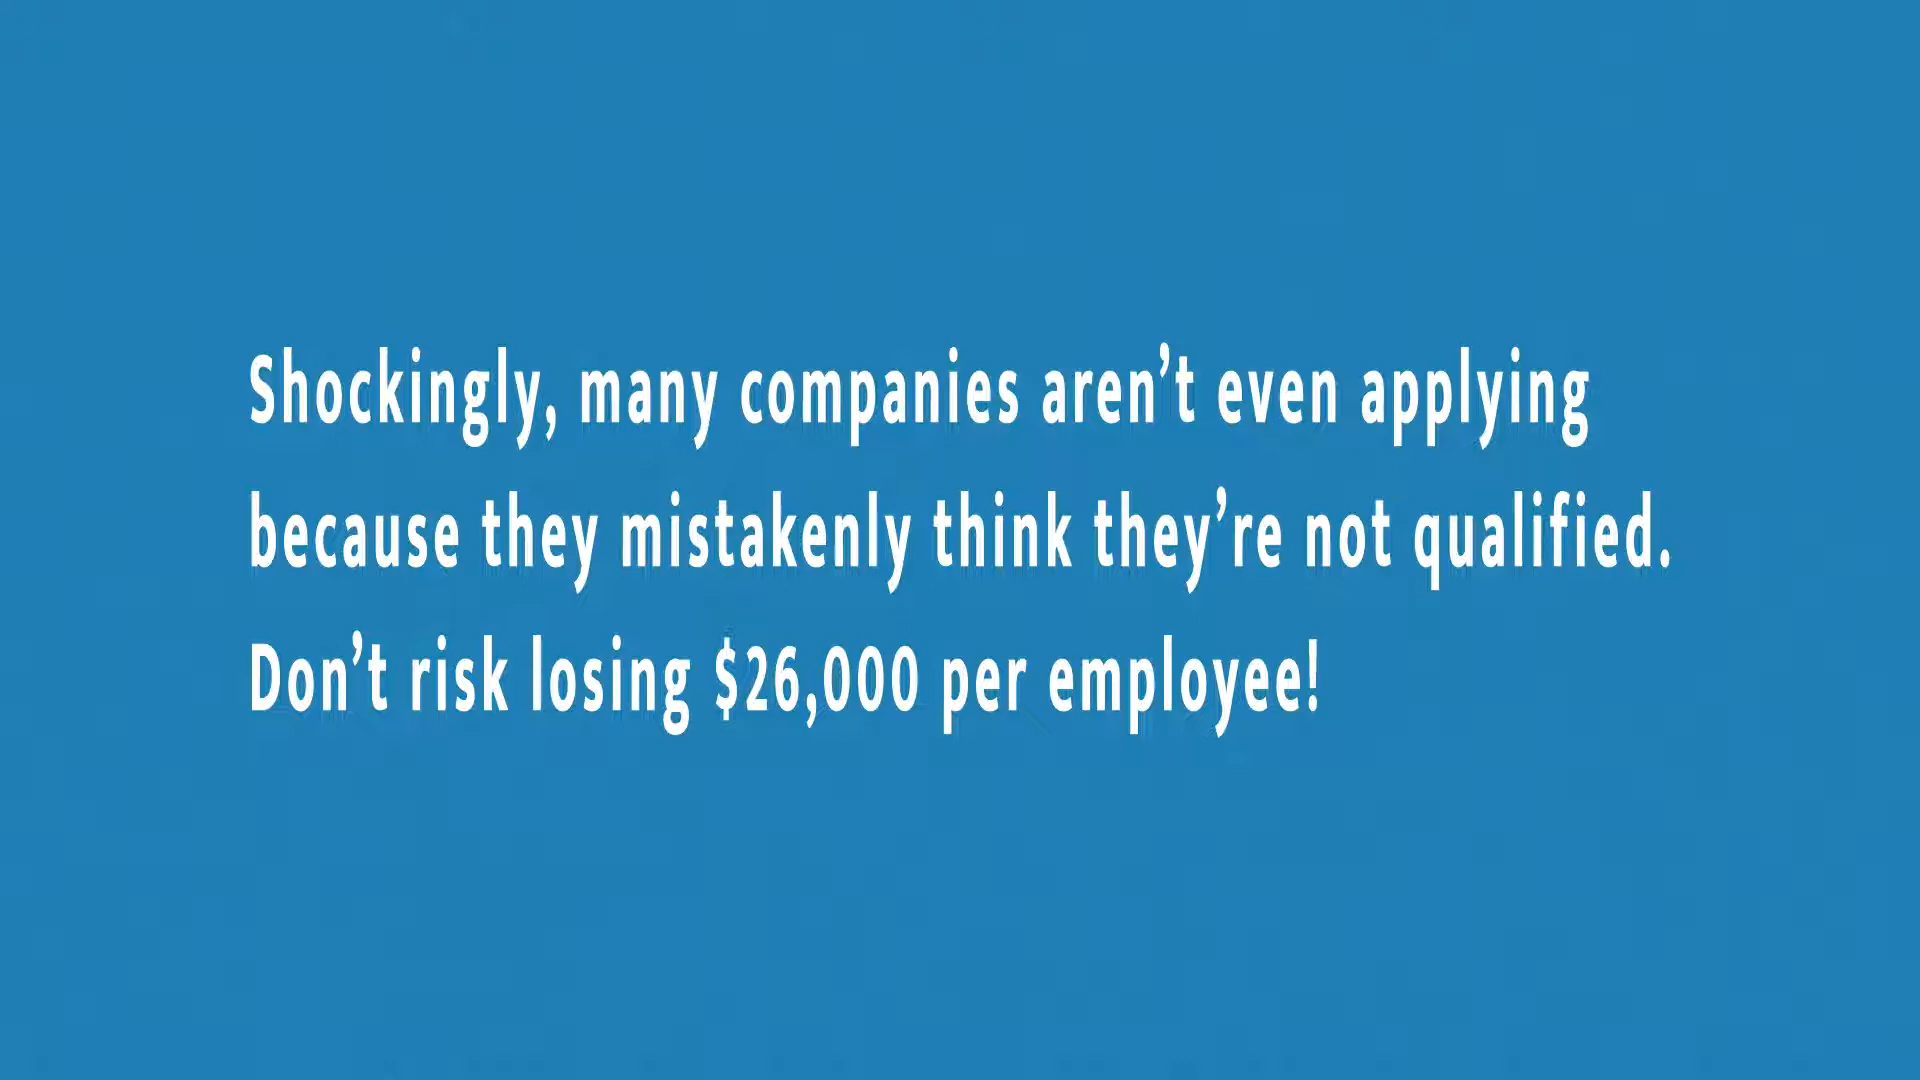 Shockingly, many companies aren’t even applying
because they mistakenly think they’re not qualified.
Don’t risk losing $26,000 per employee!